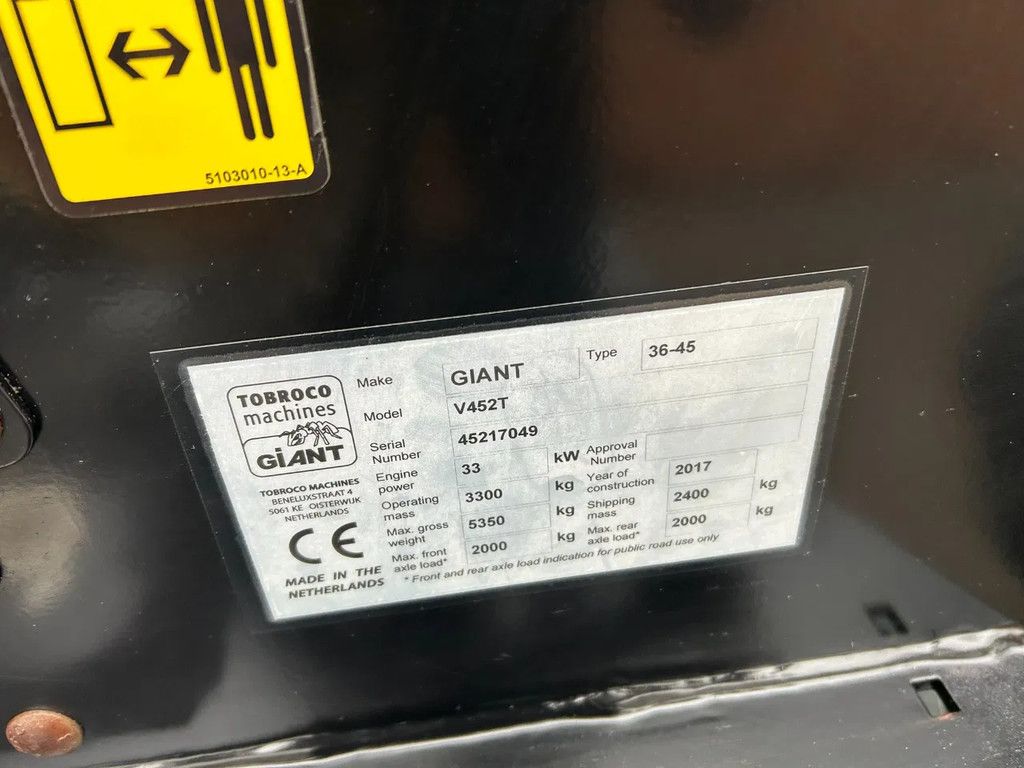 5103010-13-A
TOBROCO
machines
GiANT
TOBROCO MACHINES
BENELUXSTRAAT 4
5061 KE OISTERWIJK
NETHERLANDS
CE
MADE IN THE
NETHERLANDS
Make GIANT Type 36-45
Model V452T
Serial Number 45217049
Engine power 33 kW Approval Number
Operating mass 3300 kg Year of construction 2017
Max. gross weight 5350 kg Shipping mass 2400 kg
Max. front axle load* 2000 kg Max. rear axle load* 2000 kg
* Front and rear axle load indication for public road use only